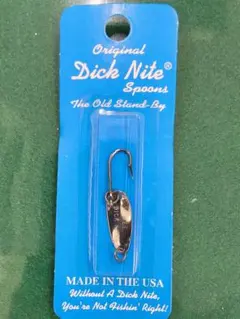 Original
Dick Nite®
Spoons
The Old Stand-By
MADE IN THE USA
Without A Dick Nite,
You're Not Fishin' Right!